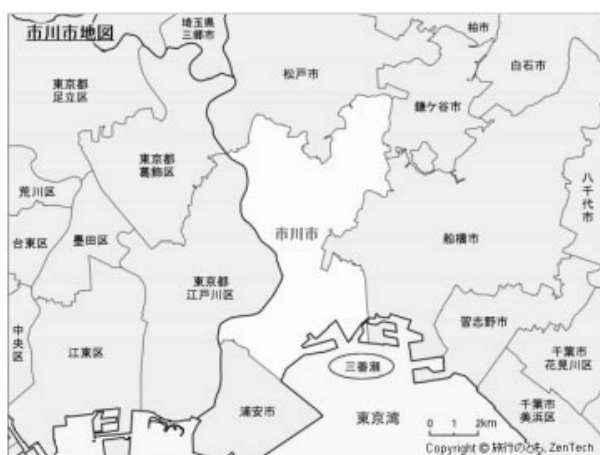 市川市地図
埼玉県
三郷市
柏市
白石市
松戸市
東京都
足立区
鎌ケ谷市
東京都
葛飾区
荒川区
八千代市
台東区
墨田区
市川市
船橋市
東京都
江戸川区
中央区
江東区
習志野市
千葉市
花見川区
三番瀬
千葉市
美浜区
浦安市
東京湾
0 1 2km
Copyright © 旅行のとも、ZenTech